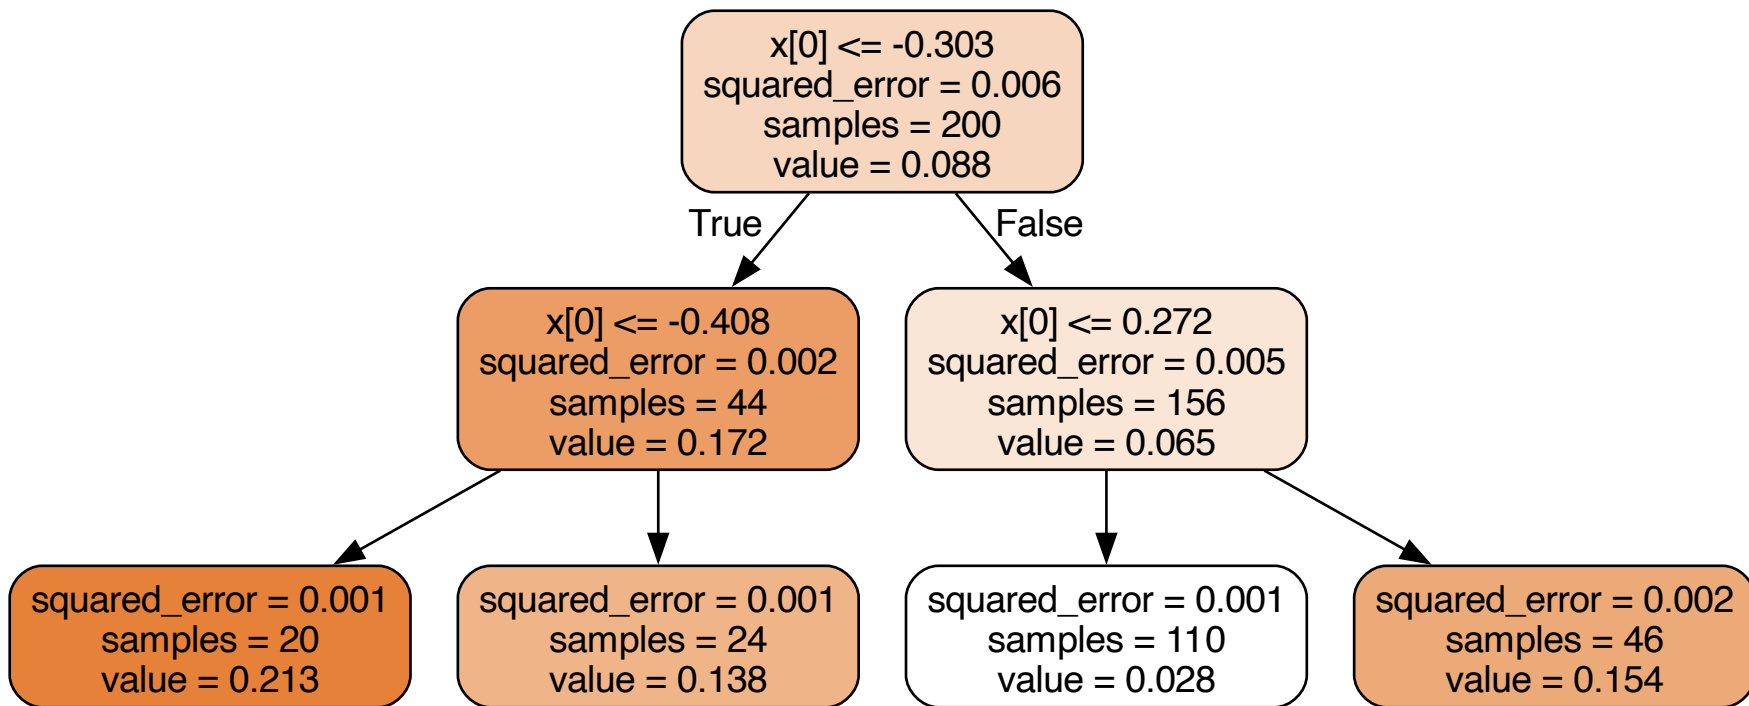 x[0] <= -0.303
squared_error = 0.006
samples = 200
value = 0.088
True
False
x[0] <= -0.408
squared_error = 0.002
samples = 44
value = 0.172
x[0] <= 0.272
squared_error = 0.005
samples = 156
value = 0.065
squared_error = 0.001
samples = 20
value = 0.213
squared_error = 0.001
samples = 24
value = 0.138
squared_error = 0.001
samples = 110
value = 0.028
squared_error = 0.002
samples = 46
value = 0.154